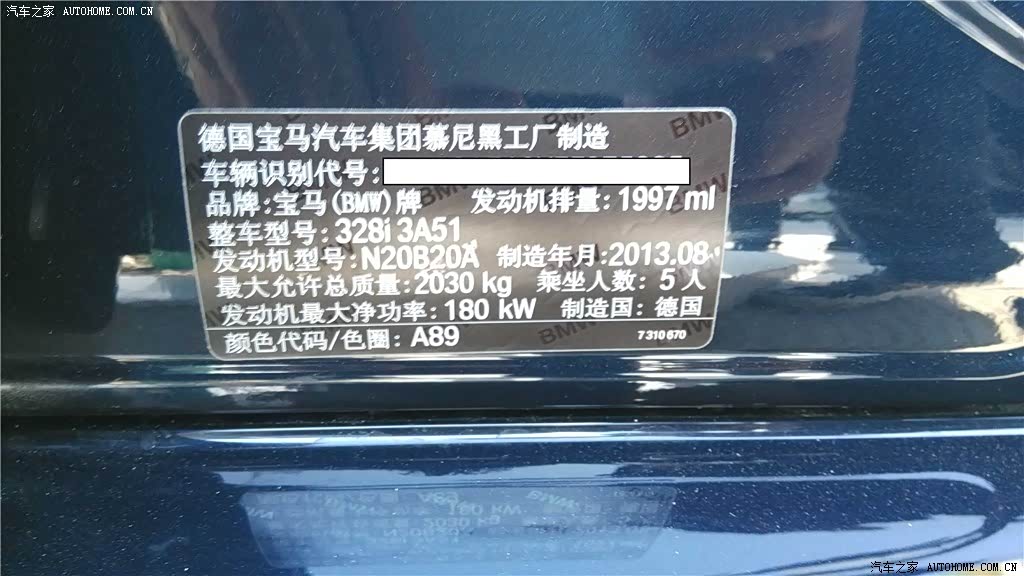 汽车之家 AUTOHOME.COM.CN
德国宝马汽车集团慕尼黑工厂制造
车辆识别代号:
品牌:宝马(BMW)牌 发动机排量:1997 ml
整车型号:328i 3A51
发动机型号:N20B20A 制造年月:2013.08
最大允许总质量:2030 kg 乘坐人数: 5 人
发动机最大净功率:180 kW 制造国: 德国
颜色代码/色圈: A89 7 310 670
汽车之家 AUTOHOME.COM.CN